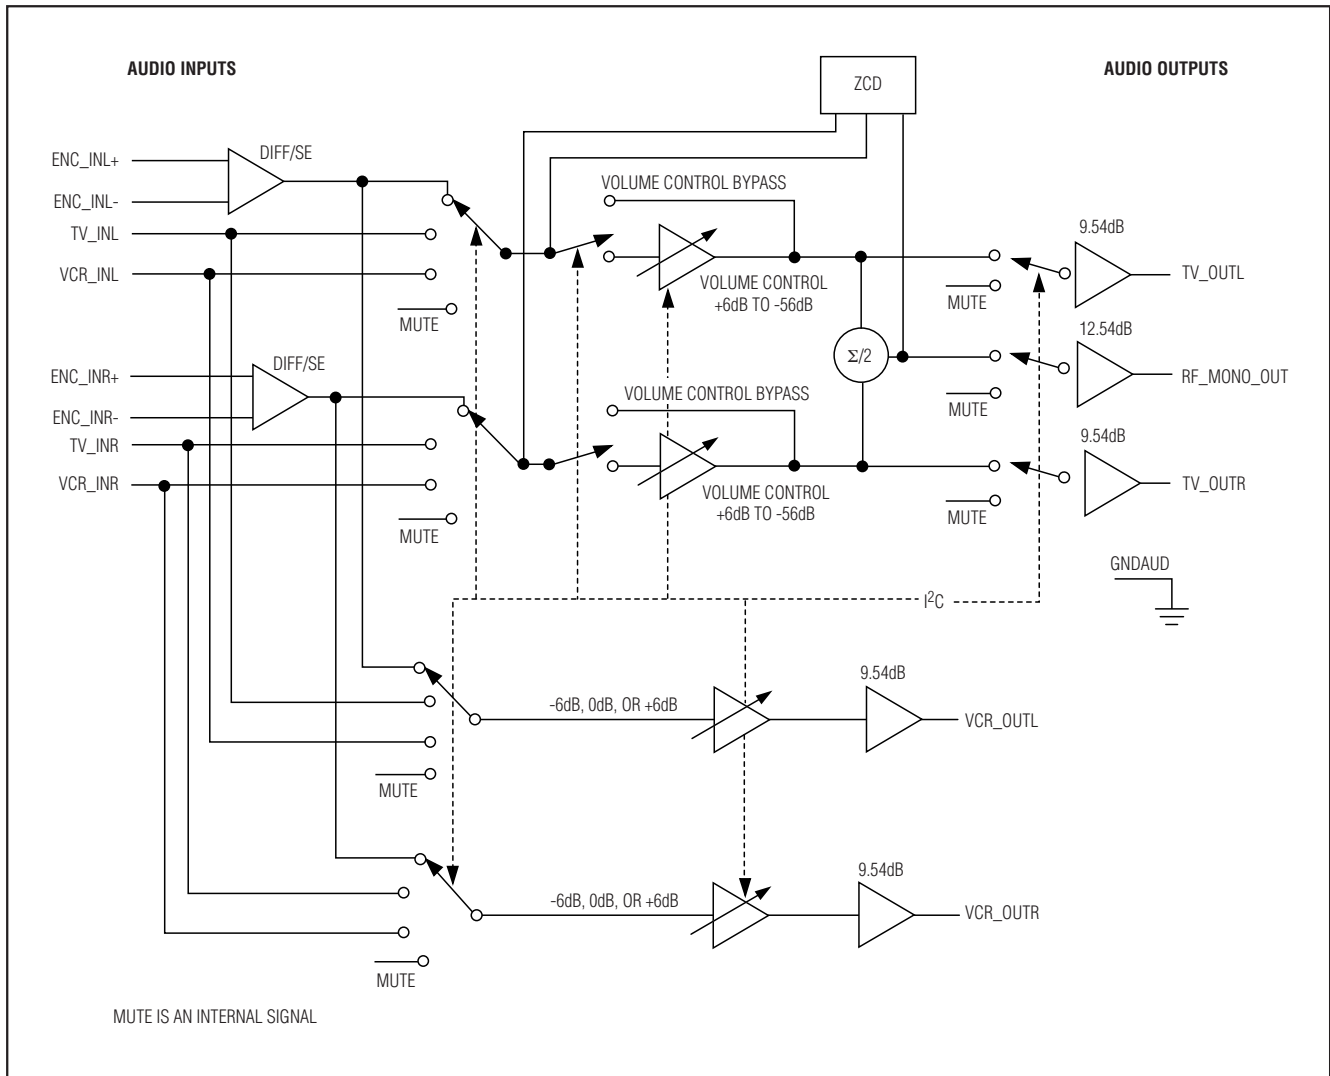 AUDIO INPUTS
AUDIO OUTPUTS
ZCD
ENC_INL+
DIFF/SE
ENC_INL-
TV_INL
VCR_INL
MUTE
VOLUME CONTROL BYPASS
VOLUME CONTROL
+6dB TO -56dB
9.54dB
TV_OUTL
MUTE
12.54dB
Σ/2
RF_MONO_OUT
MUTE
ENC_INR+
DIFF/SE
ENC_INR-
TV_INR
VCR_INR
MUTE
VOLUME CONTROL BYPASS
VOLUME CONTROL
+6dB TO -56dB
9.54dB
TV_OUTR
MUTE
GNDAUD
I²C
-6dB, 0dB, OR +6dB
9.54dB
VCR_OUTL
MUTE
-6dB, 0dB, OR +6dB
9.54dB
VCR_OUTR
MUTE
MUTE IS AN INTERNAL SIGNAL